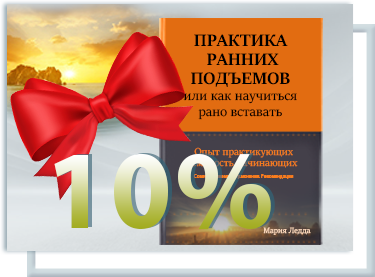 ПРАКТИКА
РАННИХ
ПОДЪЕМОВ
или как научиться
рано вставать
Опыт практикующих
10%
Мария Ледда